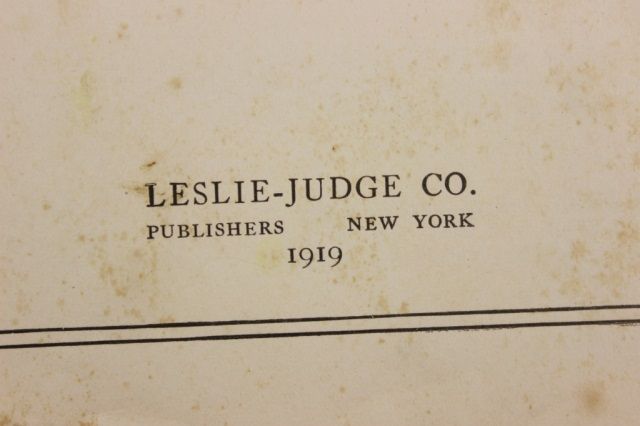 LESLIE-JUDGE CO.
PUBLISHERS NEW YORK
1919